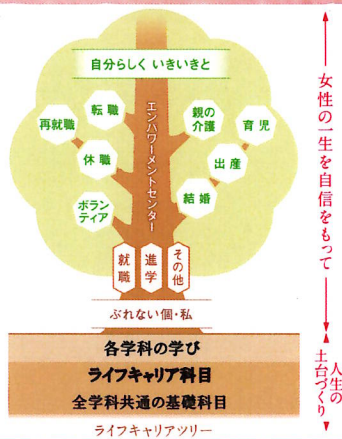 自分らしく いきいきと
転職
再就職
休職
ボラン
ティア
エンパワーメントセンター
親の
介護
育児
出産
結婚
就職
進学
その他
ぶれない個・私
各学科の学び
ライフキャリア科目
全学科共通の基礎科目
ライフキャリアツリー
女性の一生を自信をもって
人生の
土台づくり